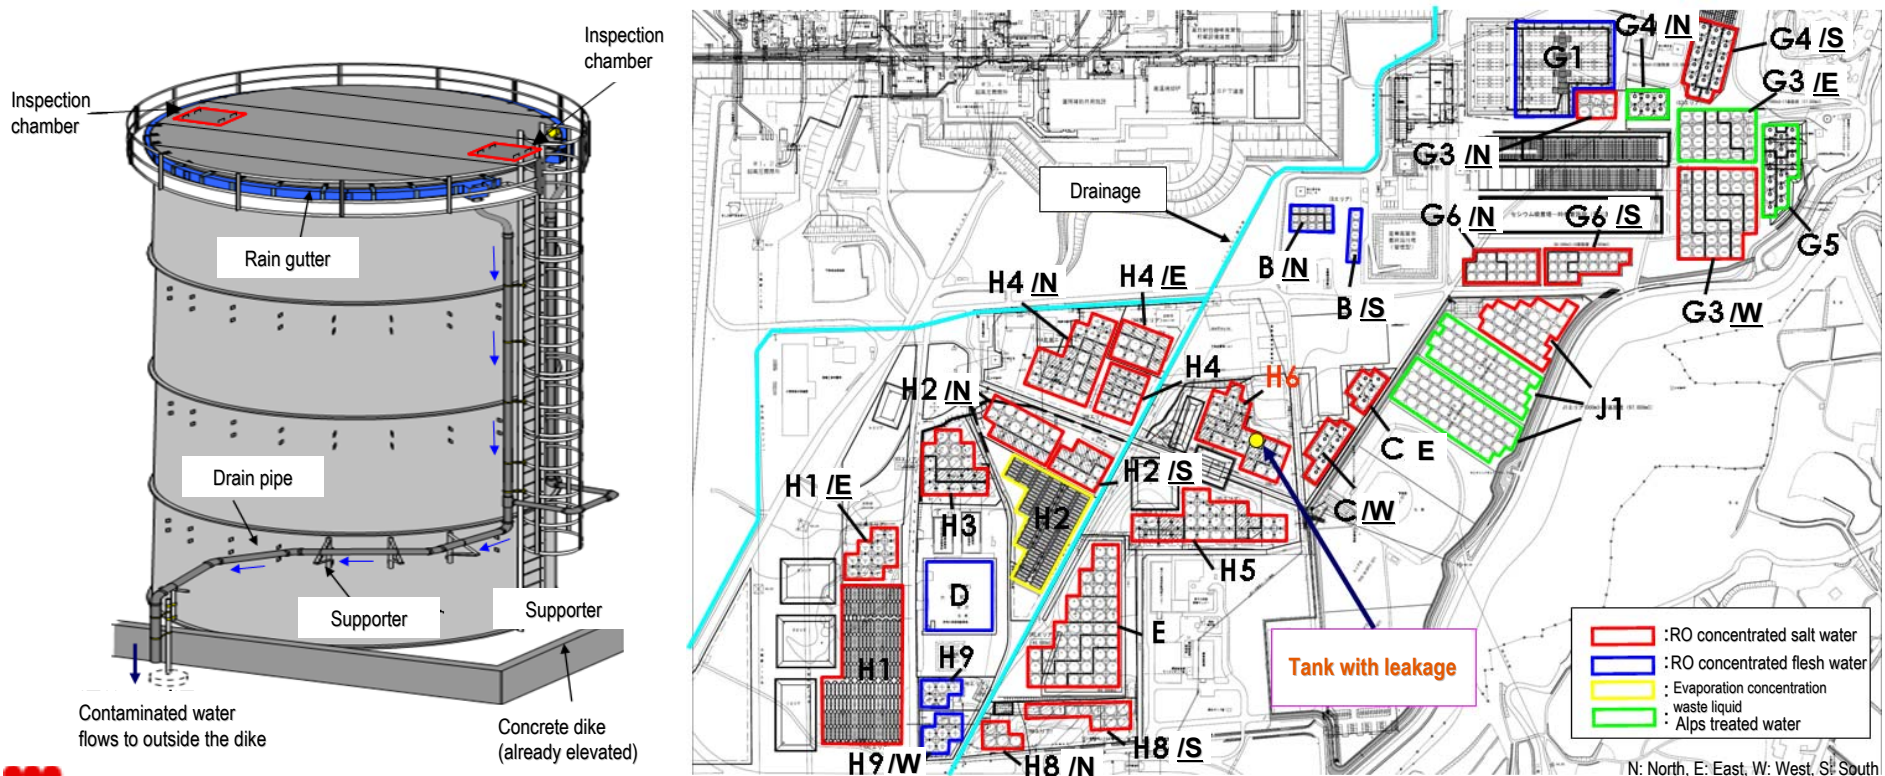 Inspection
chamber
Inspection
chamber
Rain gutter
Drain pipe
Supporter
Supporter
Contaminated water
flows to outside the dike
Concrete dike
(already elevated)
Drainage
G1
G4 /N
G4 /S
G3 /E
G3 /N
G6 /N
G6 /S
G5
G3 /W
B /N
B /S
H4 /N
H4 /E
H4
H6
H2 /N
H2 /S
H2
H1 /E
H3
H5
C E
C /W
J1
D
E
H1
H9
H9 /W
H8 /N
H8 /S
Tank with leakage
:RO concentrated salt water
:RO concentrated flesh water
: Evaporation concentration
waste liquid
: Alps treated water
N: North, E: East, W: West, S: South